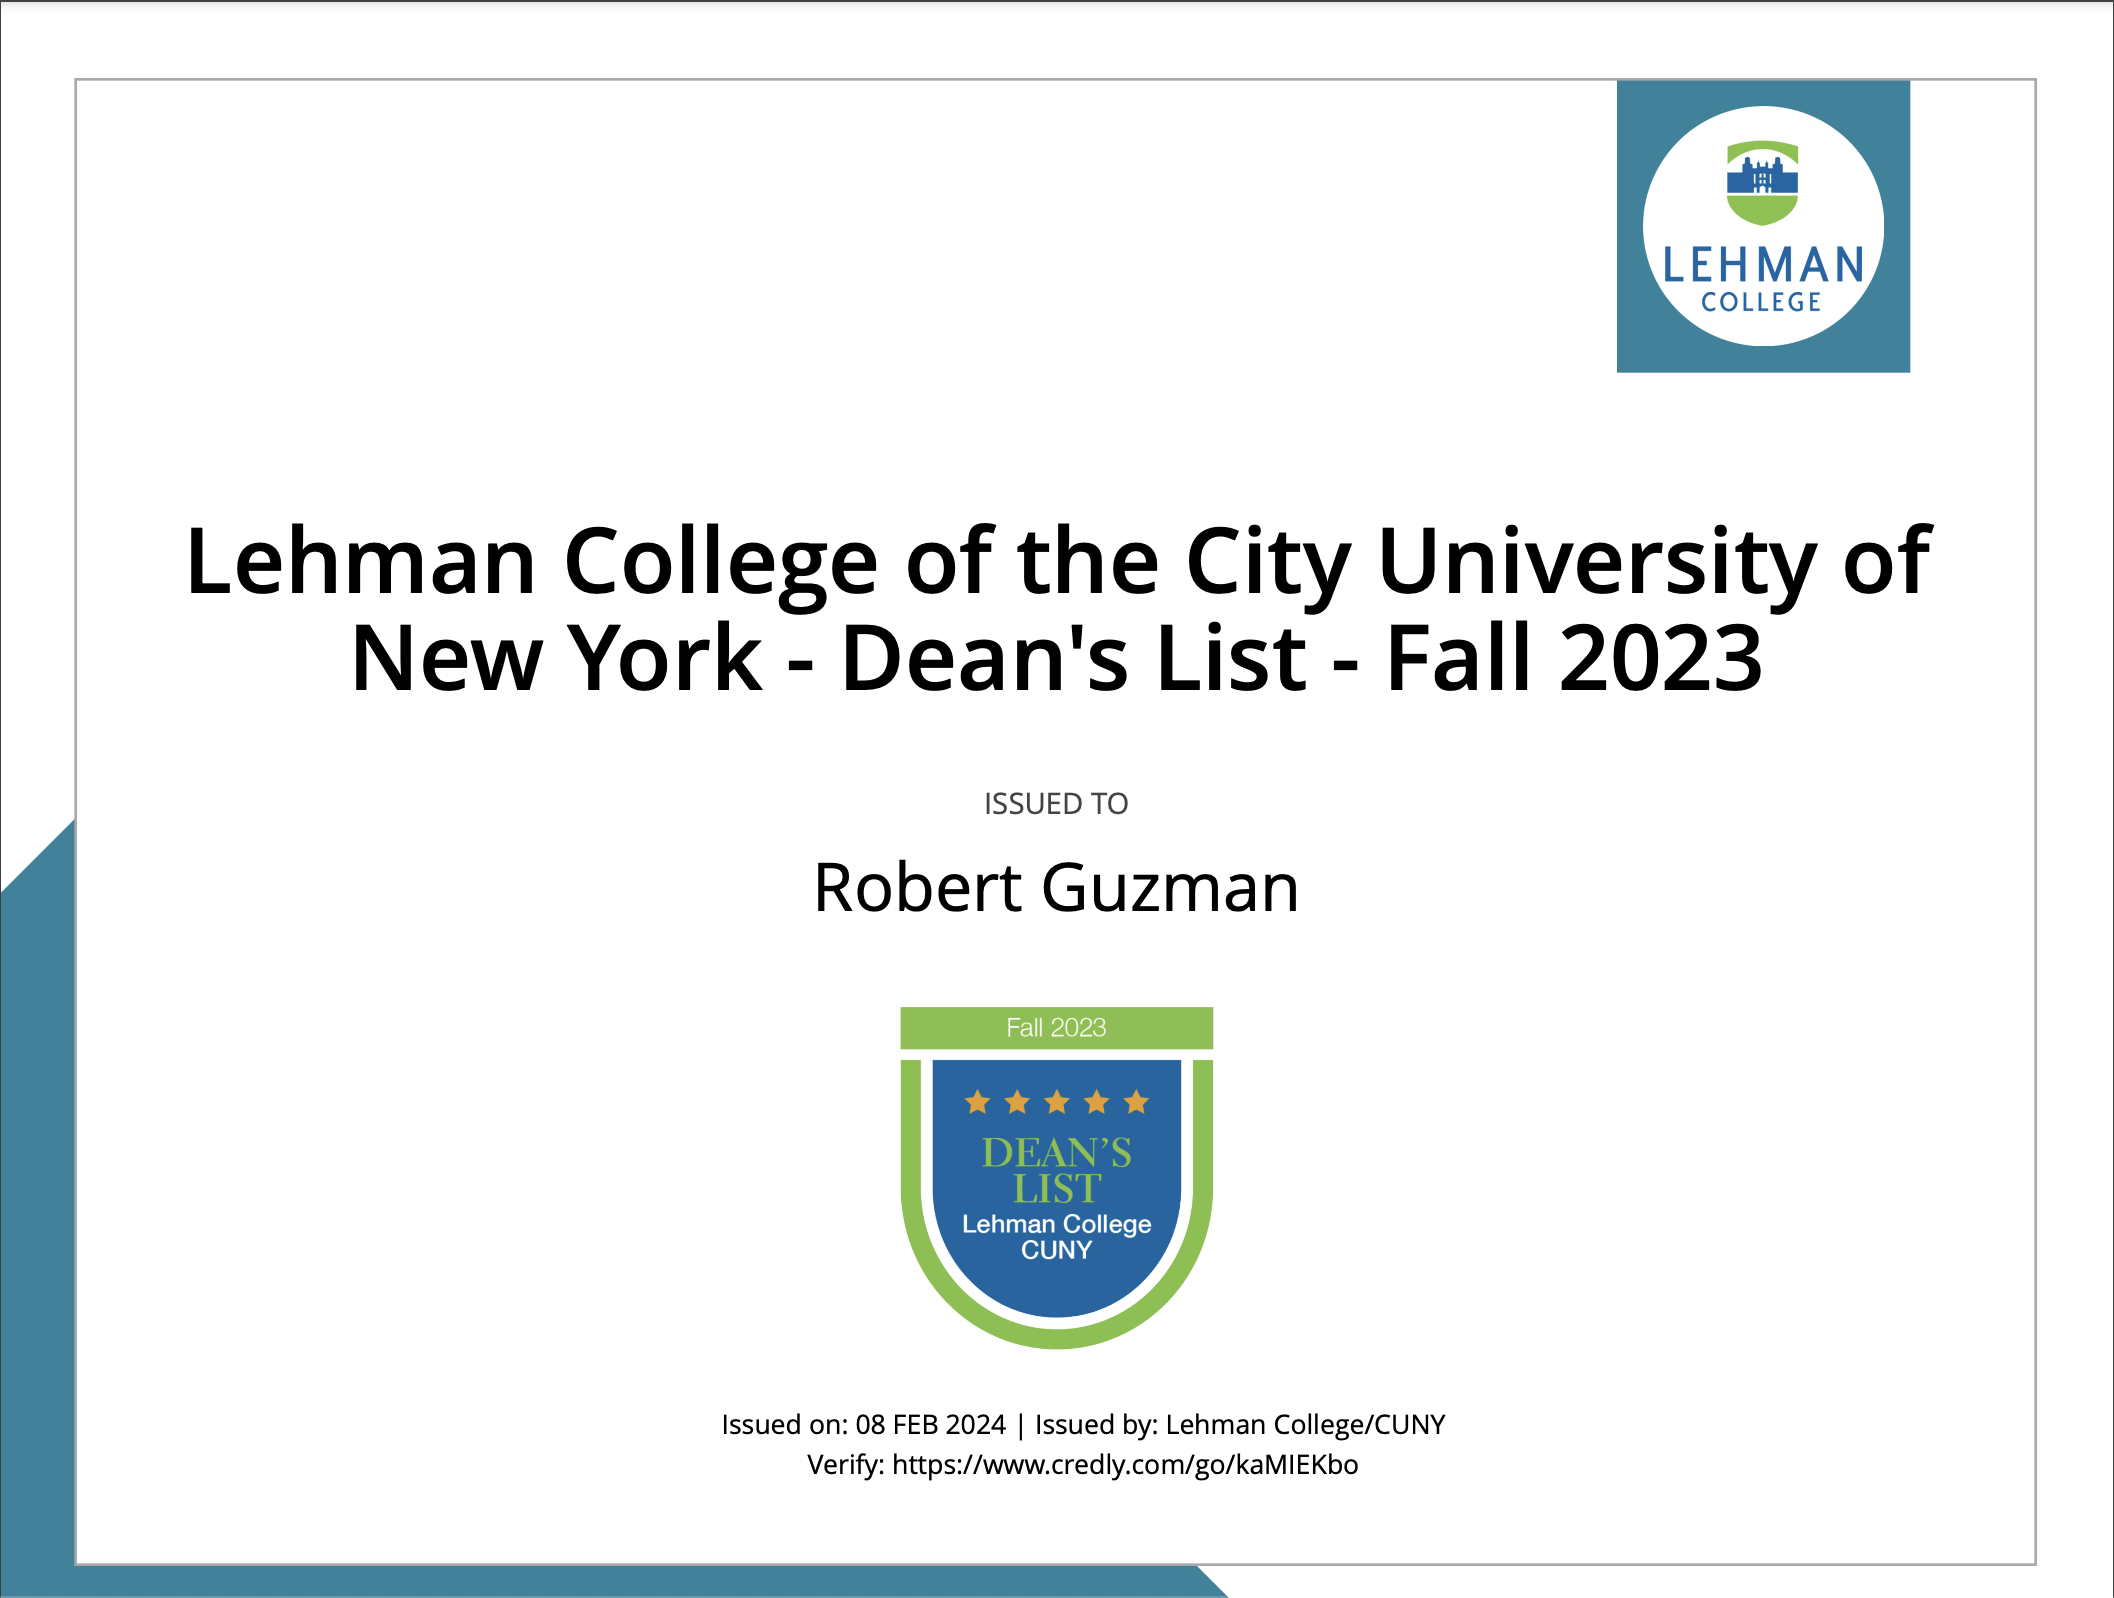 LEHMAN
COLLEGE
Lehman College of the City University of
New York - Dean's List - Fall 2023
ISSUED TO
Robert Guzman
Fall 2023
DEAN'S
LIST
Lehman College
CUNY
Issued on: 08 FEB 2024 | Issued by: Lehman College/CUNY
Verify: https://www.credly.com/go/kaMIEKbo